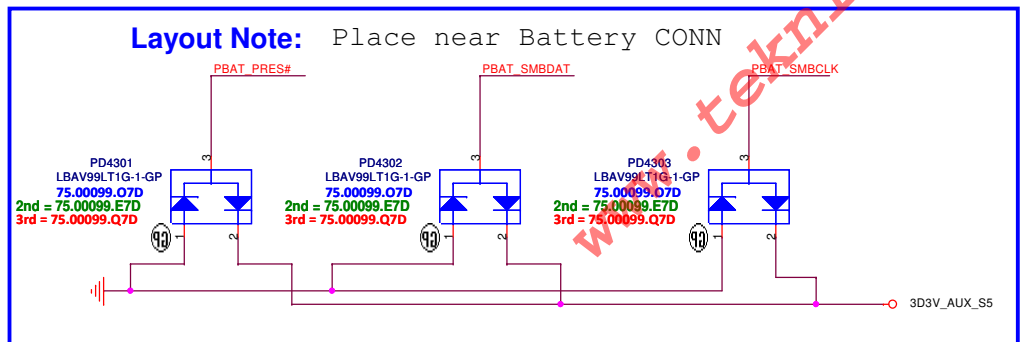 Layout Note: Place near Battery CONN
PBAT_PRES#
PBAT_SMBDAT
PBAT_SMBCLK
3
3
3
PD4301
LBAV99LT1G-1-GP
75.00099.O7D
2nd = 75.00099.E7D
3rd = 75.00099.Q7D
PD4302
LBAV99LT1G-1-GP
75.00099.O7D
2nd = 75.00099.E7D
3rd = 75.00099.Q7D
PD4303
LBAV99LT1G-1-GP
75.00099.O7D
2nd = 75.00099.E7D
3rd = 75.00099.Q7D
1
2
1
2
1
2
3D3V_AUX_S5
www.tekni